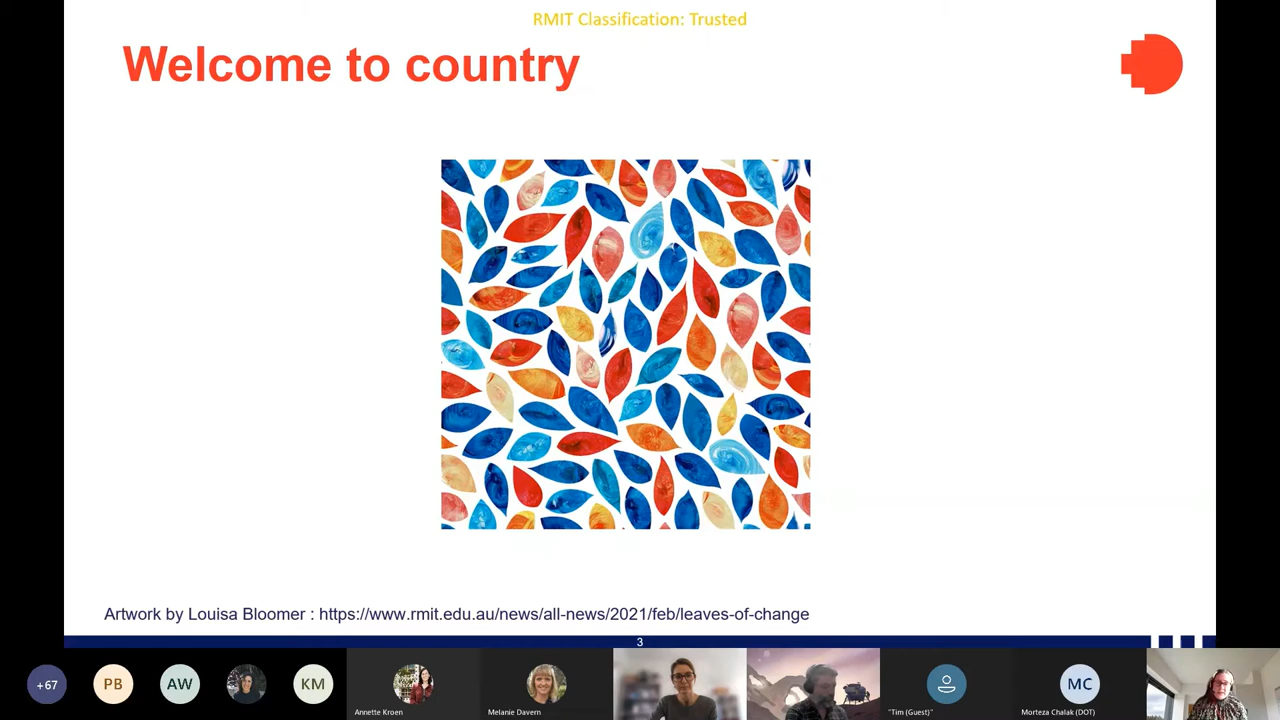 RMIT Classification: Trusted
Welcome to country
Artwork by Louisa Bloomer : https://www.rmit.edu.au/news/all-news/2021/feb/leaves-of-change
3
+67
PB
AW
KM
Annette Kroen
Melanie Davern
"Tim (Guest)"
MC
Morteza Chalak (DOT)